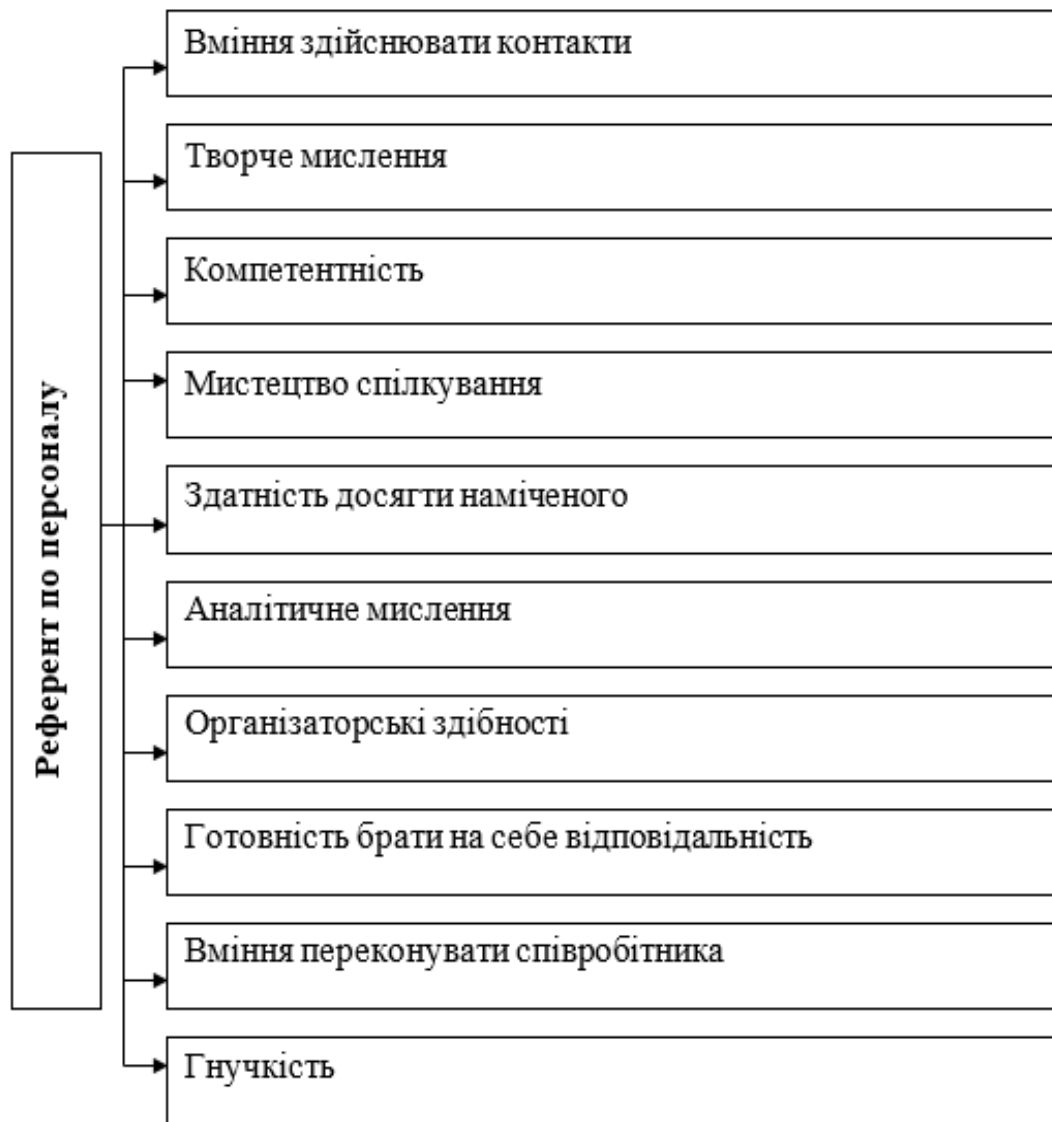 Референт по персоналу
Вміння здійснювати контакти
Творче мислення
Компетентність
Мистецтво спілкування
Здатність досягти наміченого
Аналітичне мислення
Організаторські здібності
Готовність брати на себе відповідальність
Вміння переконувати співробітника
Гнучкість